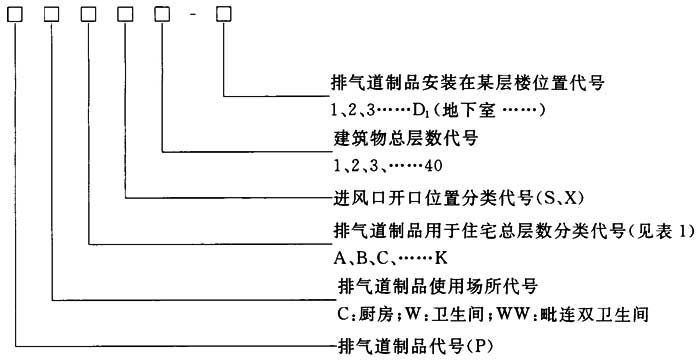 □ □ □ □ □ - □
排气道制品安装在某层楼位置代号
1、2、3……D₁(地下室……)
建筑物总层数代号
1、2、3、……40
进风口开口位置分类代号(S、X)
排气道制品用于住宅总层数分类代号(见表1)
A、B、C、……K
排气道制品使用场所代号
C:厨房;W:卫生间;WW:毗连双卫生间
排气道制品代号(P)